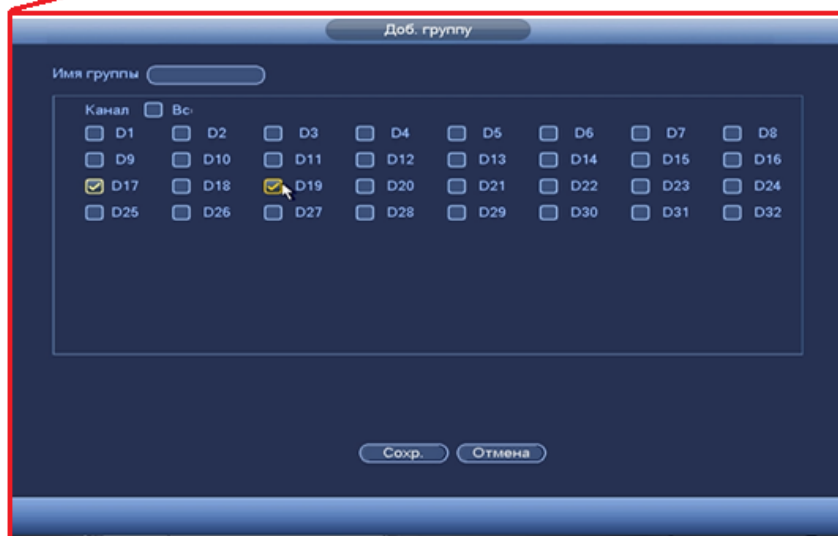 Доб. группу
Имя группы
Канал Вс
D1 D2 D3 D4 D5 D6 D7 D8
D9 D10 D11 D12 D13 D14 D15 D16
D17 D18 D19 D20 D21 D22 D23 D24
D25 D26 D27 D28 D29 D30 D31 D32
Сохр. Отмена